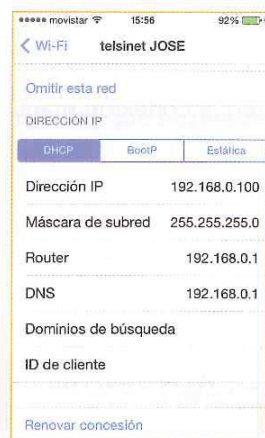 movistar 15:56 92%
Wi-Fi telsinet JOSE
Omitir esta red
DIRECCIÓN IP
DHCP BootP Estática
Dirección IP 192.168.0.100
Máscara de subred 255.255.255.0
Router 192.168.0.1
DNS 192.168.0.1
Dominios de búsqueda
ID de cliente
Renovar concesión